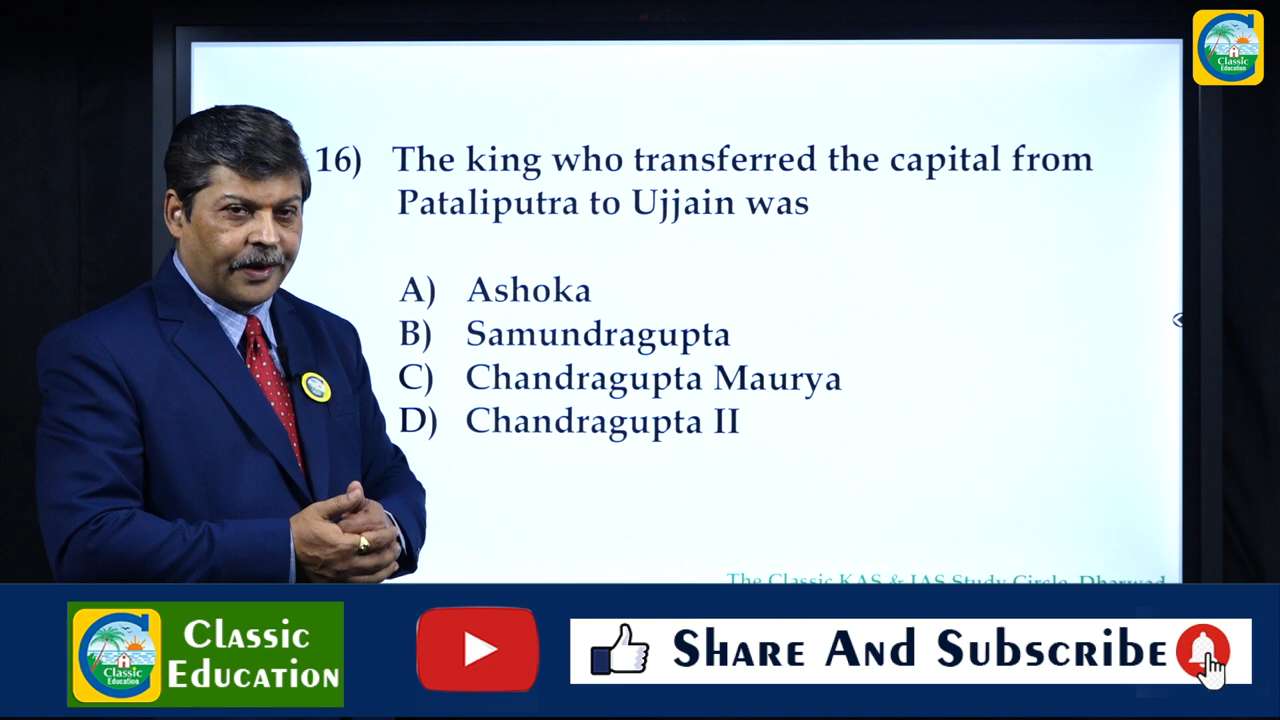 Classic
Education
16) The king who transferred the capital from
Pataliputra to Ujjain was
A) Ashoka
B) Samundragupta
C) Chandragupta Maurya
D) Chandragupta II
The Classic KAS & IAS Study Circle, Dharwad
Classic
Education
Classic
Education
Share And Subscribe